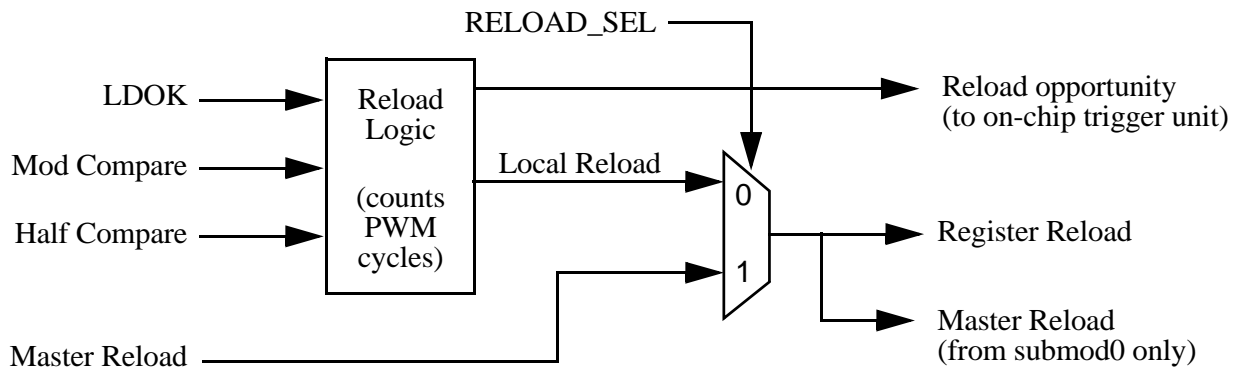 RELOAD_SEL
LDOK
Mod Compare
Half Compare
Master Reload
Reload
Logic
(counts
PWM
cycles)
Local Reload
0
1
Reload opportunity
(to on-chip trigger unit)
Register Reload
Master Reload
(from submod0 only)